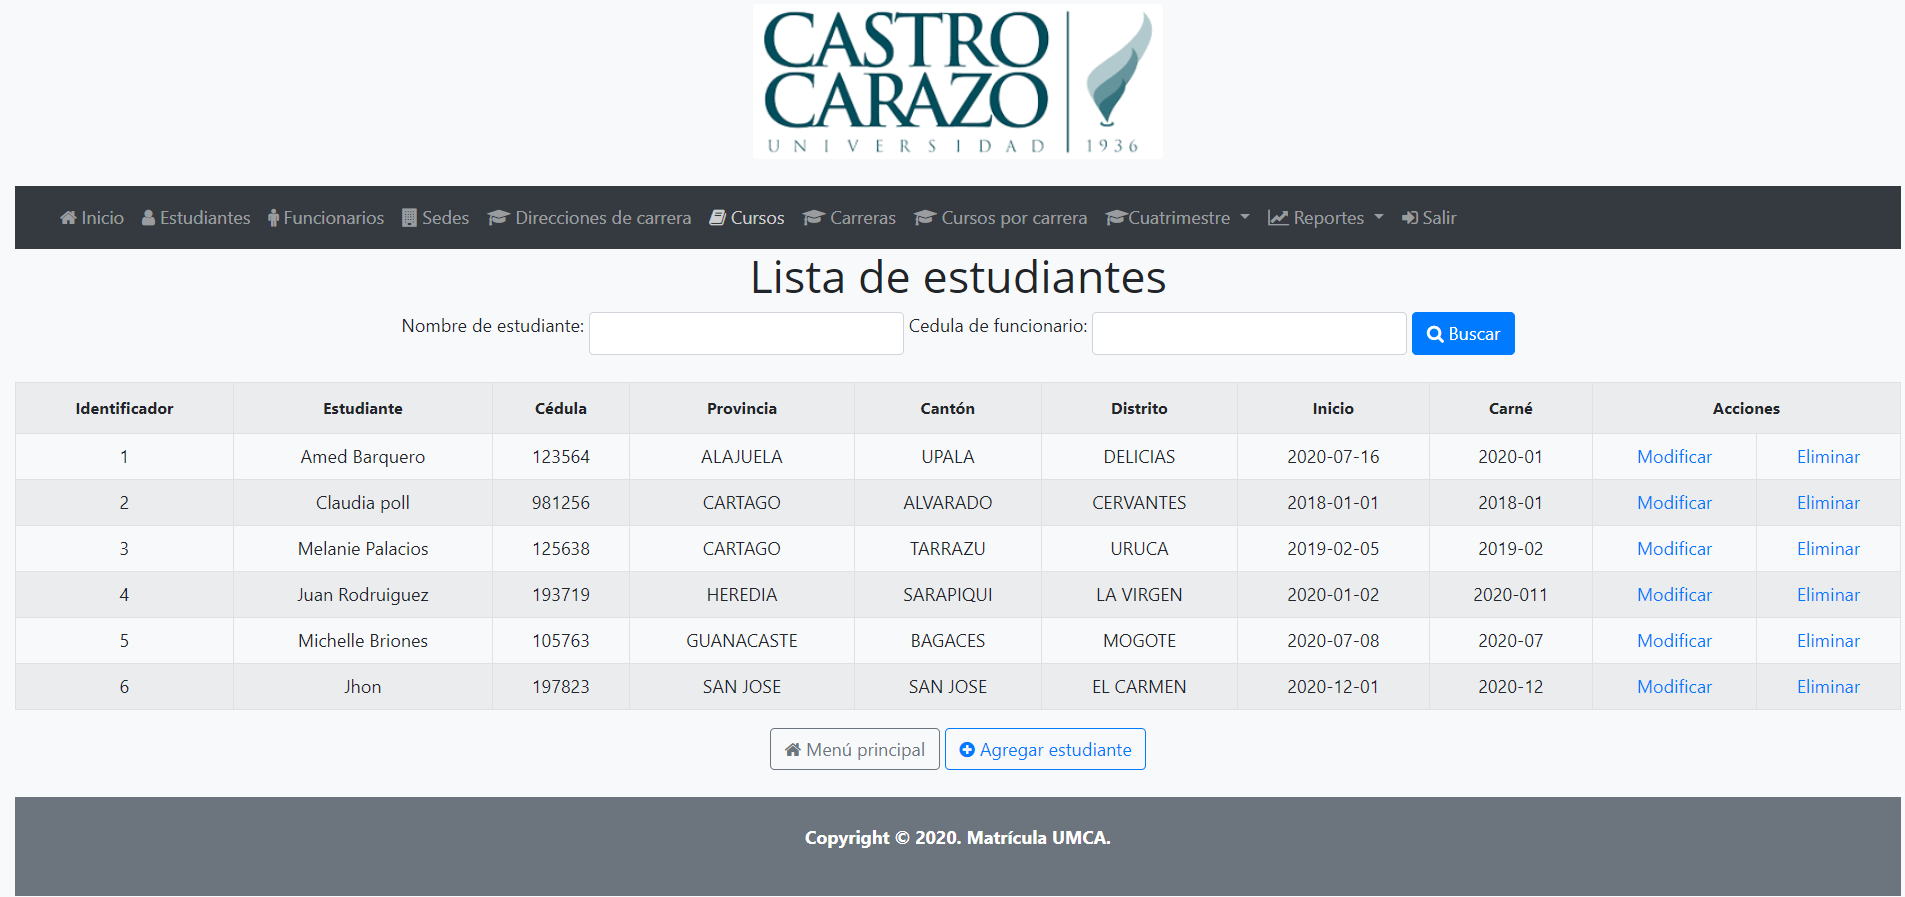 CASTRO
CARAZO
UNIVERSIDAD 1936
Inicio Estudiantes Funcionarios Sedes Direcciones de carrera Cursos Carreras Cursos por carrera Cuatrimestre Reportes Salir
Lista de estudiantes
Nombre de estudiante: Cedula de funcionario: Buscar
Identificador Estudiante Cédula Provincia Cantón Distrito Inicio Carné Acciones
1 Amed Barquero 123564 ALAJUELA UPALA DELICIAS 2020-07-16 2020-01 Modificar Eliminar
2 Claudia poll 981256 CARTAGO ALVARADO CERVANTES 2018-01-01 2018-01 Modificar Eliminar
3 Melanie Palacios 125638 CARTAGO TARRAZU URUCA 2019-02-05 2019-02 Modificar Eliminar
4 Juan Rodruiguez 193719 HEREDIA SARAPIQUI LA VIRGEN 2020-01-02 2020-011 Modificar Eliminar
5 Michelle Briones 105763 GUANACASTE BAGACES MOGOTE 2020-07-08 2020-07 Modificar Eliminar
6 Jhon 197823 SAN JOSE SAN JOSE EL CARMEN 2020-12-01 2020-12 Modificar Eliminar
Menú principal Agregar estudiante
Copyright © 2020. Matrícula UMCA.